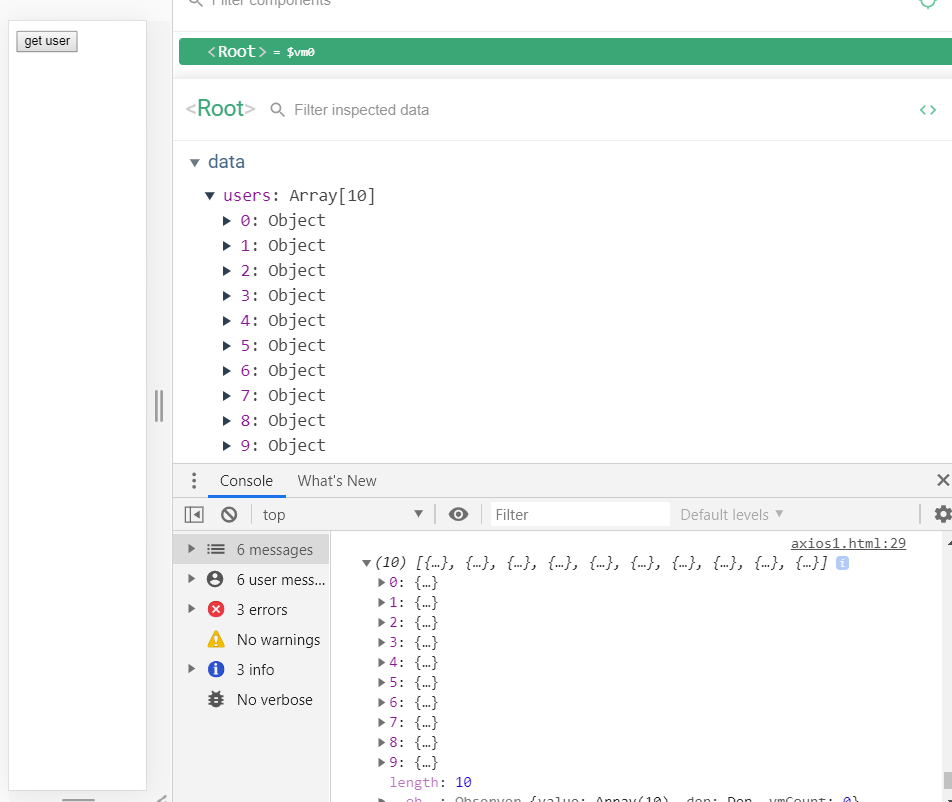 Filter components
get user
<Root> = $vm0
<Root> Filter inspected data <>
data
users: Array[10]
0: Object
1: Object
2: Object
3: Object
4: Object
5: Object
6: Object
7: Object
8: Object
9: Object
Console What's New
top Filter Default levels
6 messages
6 user mess...
3 errors
No warnings
3 info
No verbose
axios1.html:29
(10) [{…}, {…}, {…}, {…}, {…}, {…}, {…}, {…}, {…}, {…}] i
0: {…}
1: {…}
2: {…}
3: {…}
4: {…}
5: {…}
6: {…}
7: {…}
8: {…}
9: {…}
length: 10
__ob__: Observer {value: Array(10), dep: Dep, vmCount: 0}